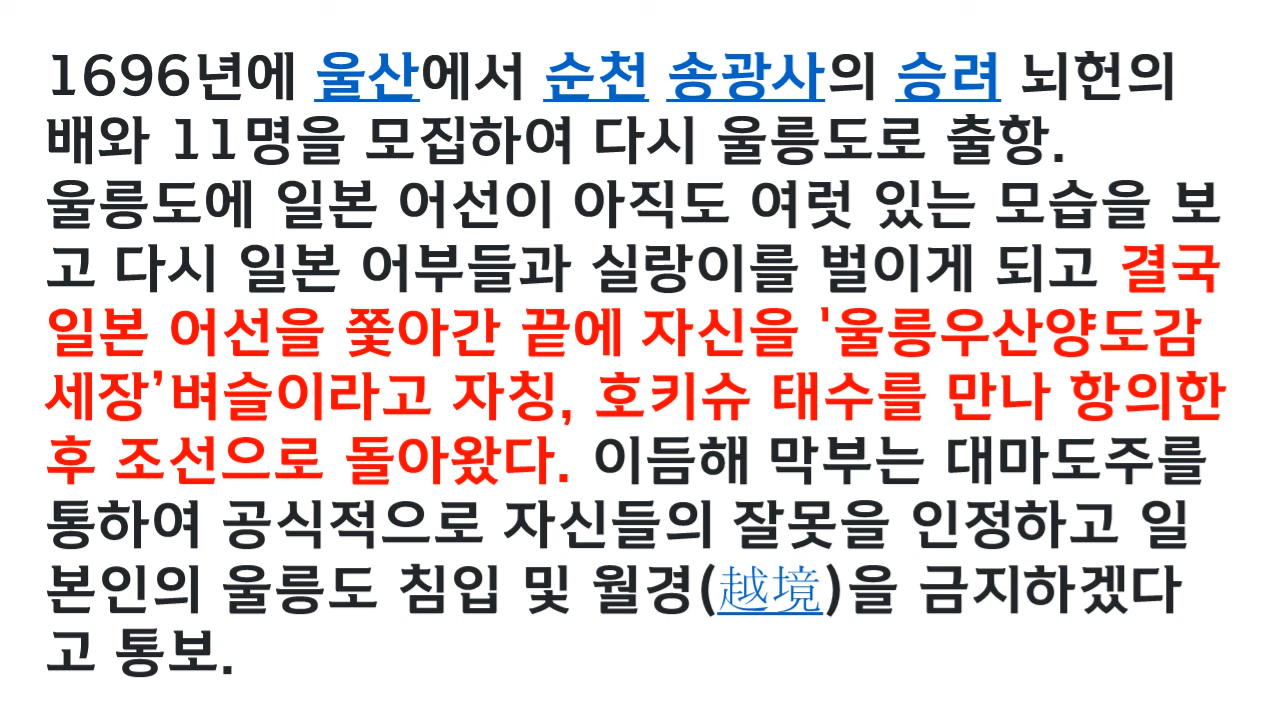 1696년에 울산에서 순천 송광사의 승려 뇌헌의
배와 11명을 모집하여 다시 울릉도로 출항.
울릉도에 일본 어선이 아직도 여럿 있는 모습을 보
고 다시 일본 어부들과 실랑이를 벌이게 되고 결국
일본 어선을 쫓아간 끝에 자신을 '울릉우산양도감
세장’벼슬이라고 자칭, 호키슈 태수를 만나 항의한
후 조선으로 돌아왔다. 이듬해 막부는 대마도주를
통하여 공식적으로 자신들의 잘못을 인정하고 일
본인의 울릉도 침입 및 월경(越境)을 금지하겠다
고 통보.